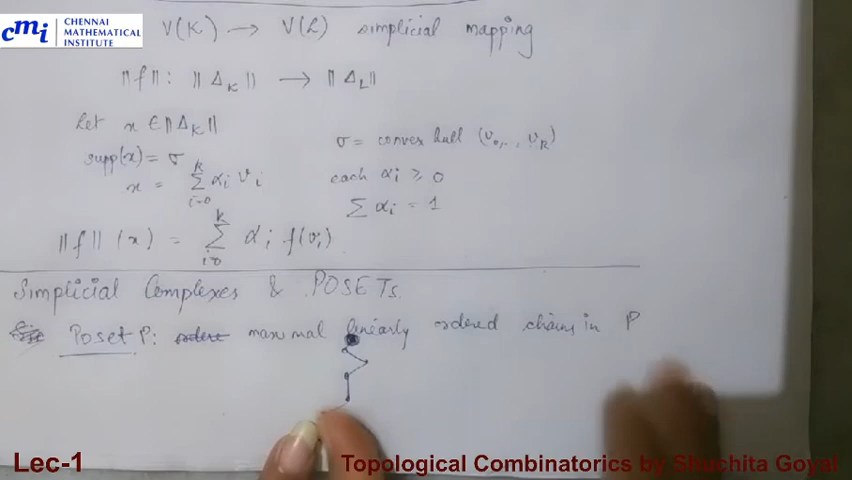 CHENNAI
MATHEMATICAL
INSTITUTE
cmi
V(K) → V(L) simplicial mapping
||f|| : ||Δ_K|| → ||Δ_L||
Let x ∈ ||Δ_K||
supp(x) = σ σ = convex hull (v_0, .., v_k)
x = ∑_{i=0}^{k} α_i v_i each α_i ≥ 0
∑ α_i = 1
||f|| (x) = ∑_{i=0}^{k} α_i f(v_i)
Simplicial Complexes & POSETs.
Poset P: maximal linearly ordered chains in P
Lec-1
Topological Combinatorics by Shuchita Goyal